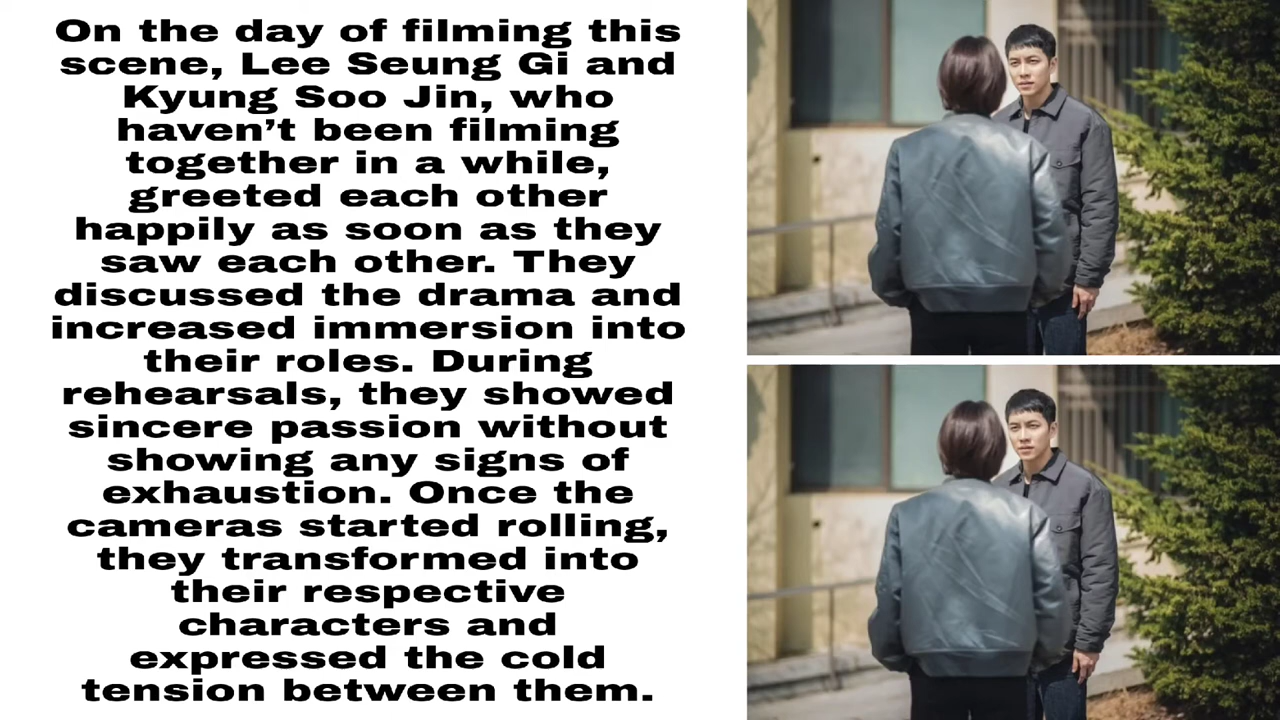 On the day of filming this
scene, Lee Seung Gi and
Kyung Soo Jin, who
haven’t been filming
together in a while,
greeted each other
happily as soon as they
saw each other. They
discussed the drama and
increased immersion into
their roles. During
rehearsals, they showed
sincere passion without
showing any signs of
exhaustion. Once the
cameras started rolling,
they transformed into
their respective
characters and
expressed the cold
tension between them.